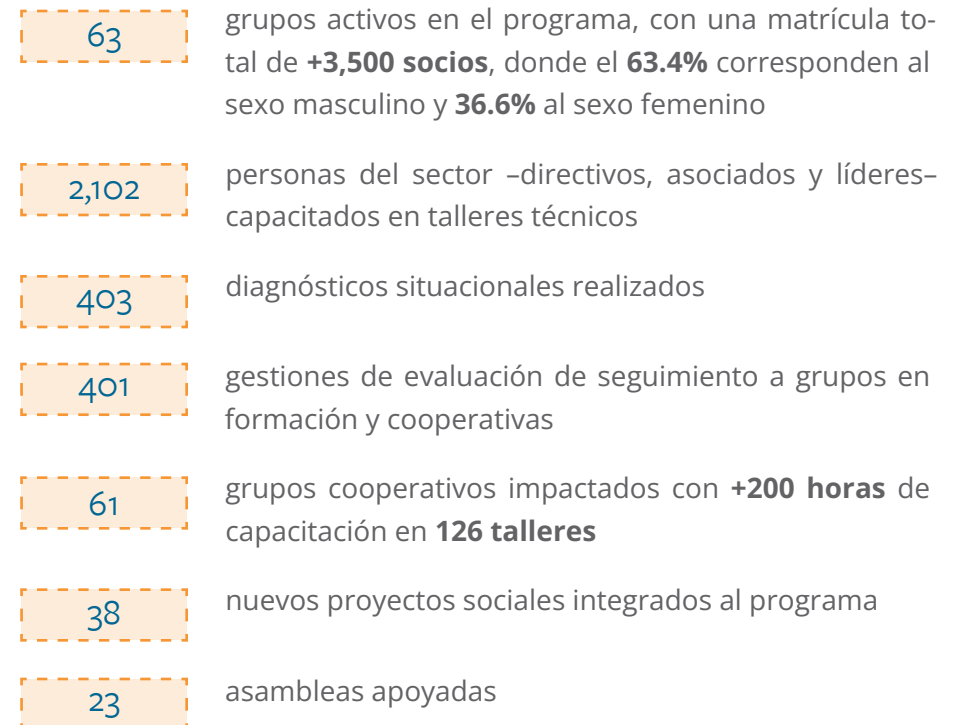 63
grupos activos en el programa, con una matrícula to-
tal de +3,500 socios, donde el 63.4% corresponden al
sexo masculino y 36.6% al sexo femenino
2,102
personas del sector –directivos, asociados y líderes–
capacitados en talleres técnicos
403
diagnósticos situacionales realizados
401
gestiones de evaluación de seguimiento a grupos en
formación y cooperativas
61
grupos cooperativos impactados con +200 horas de
capacitación en 126 talleres
38
nuevos proyectos sociales integrados al programa
23
asambleas apoyadas